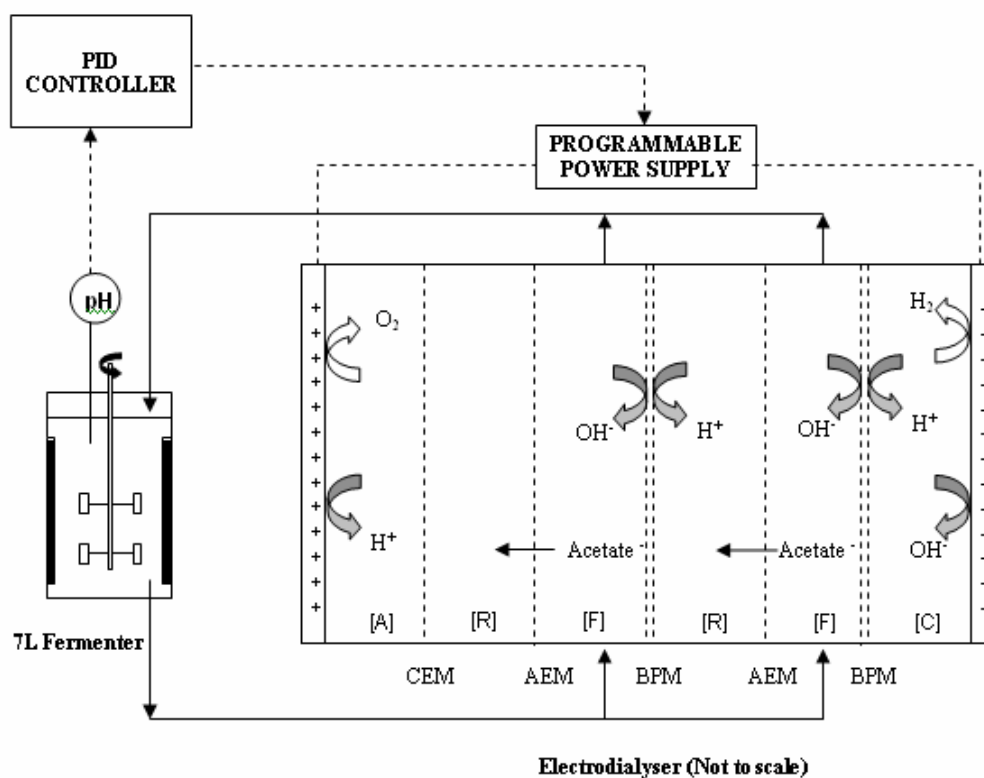 PID
CONTROLLER
PROGRAMMABLE
POWER SUPPLY
pH
O₂
H₂
OH⁻
H⁺
OH⁻
H⁺
H⁺
Acetate ⁻
Acetate ⁻
OH⁻
[A]
[R]
[F]
[R]
[F]
[C]
7L Fermenter
CEM
AEM
BPM
AEM
BPM
Electrodialyser (Not to scale)